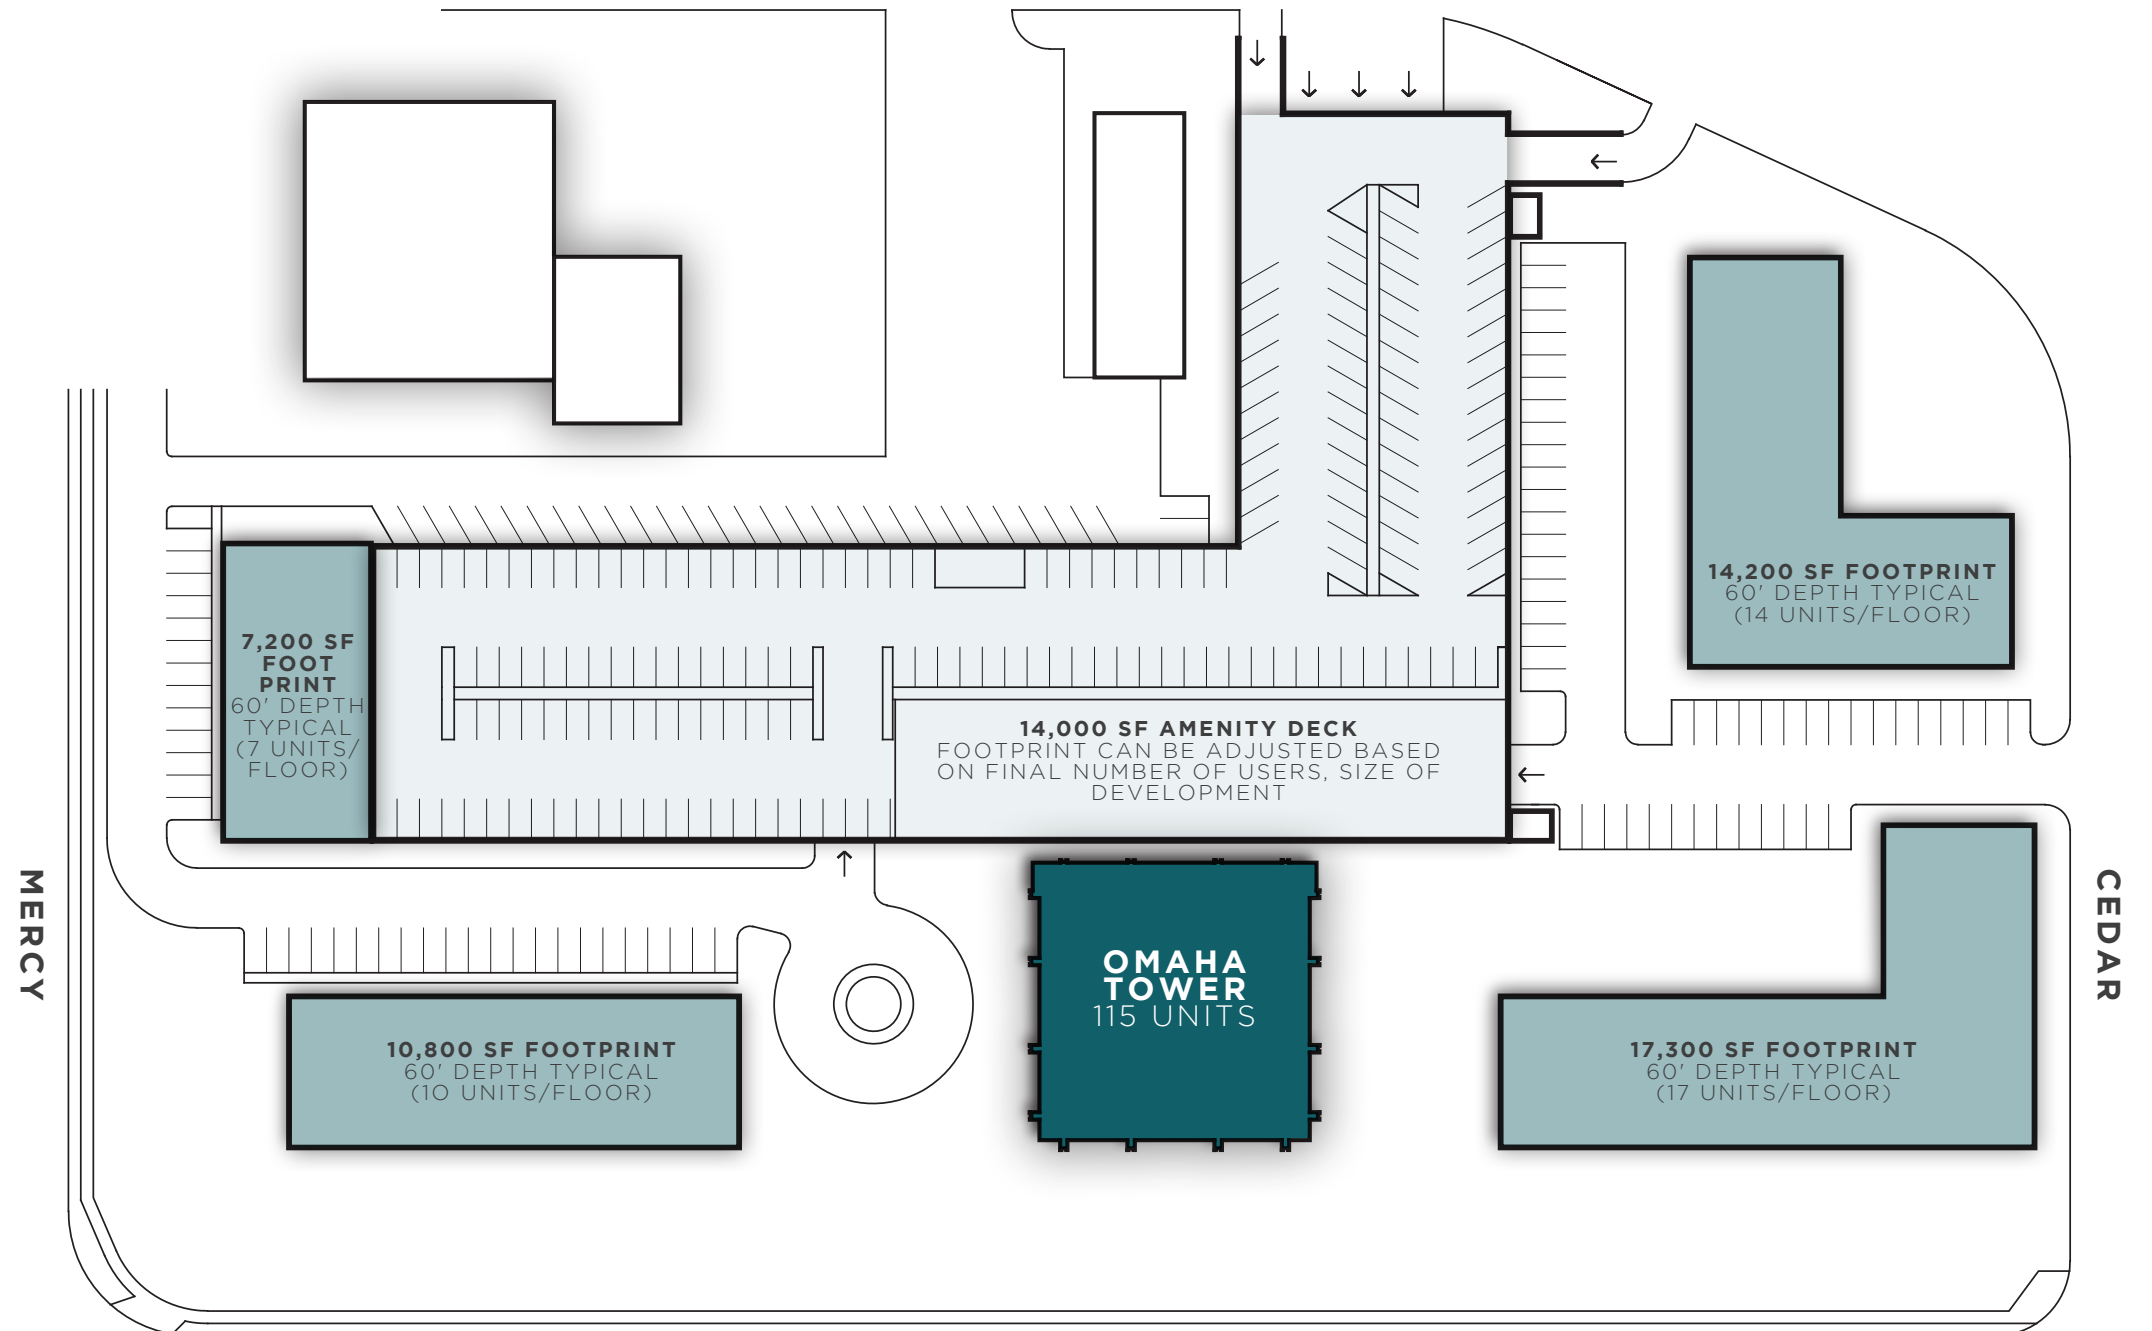 14,200 SF FOOTPRINT
60' DEPTH TYPICAL
(14 UNITS/FLOOR)
7,200 SF
FOOT
PRINT
60' DEPTH
TYPICAL
(7 UNITS/
FLOOR)
14,000 SF AMENITY DECK
FOOTPRINT CAN BE ADJUSTED BASED
ON FINAL NUMBER OF USERS, SIZE OF
DEVELOPMENT
MERCY
CEDAR
OMAHA
TOWER
115 UNITS
10,800 SF FOOTPRINT
60' DEPTH TYPICAL
(10 UNITS/FLOOR)
17,300 SF FOOTPRINT
60' DEPTH TYPICAL
(17 UNITS/FLOOR)